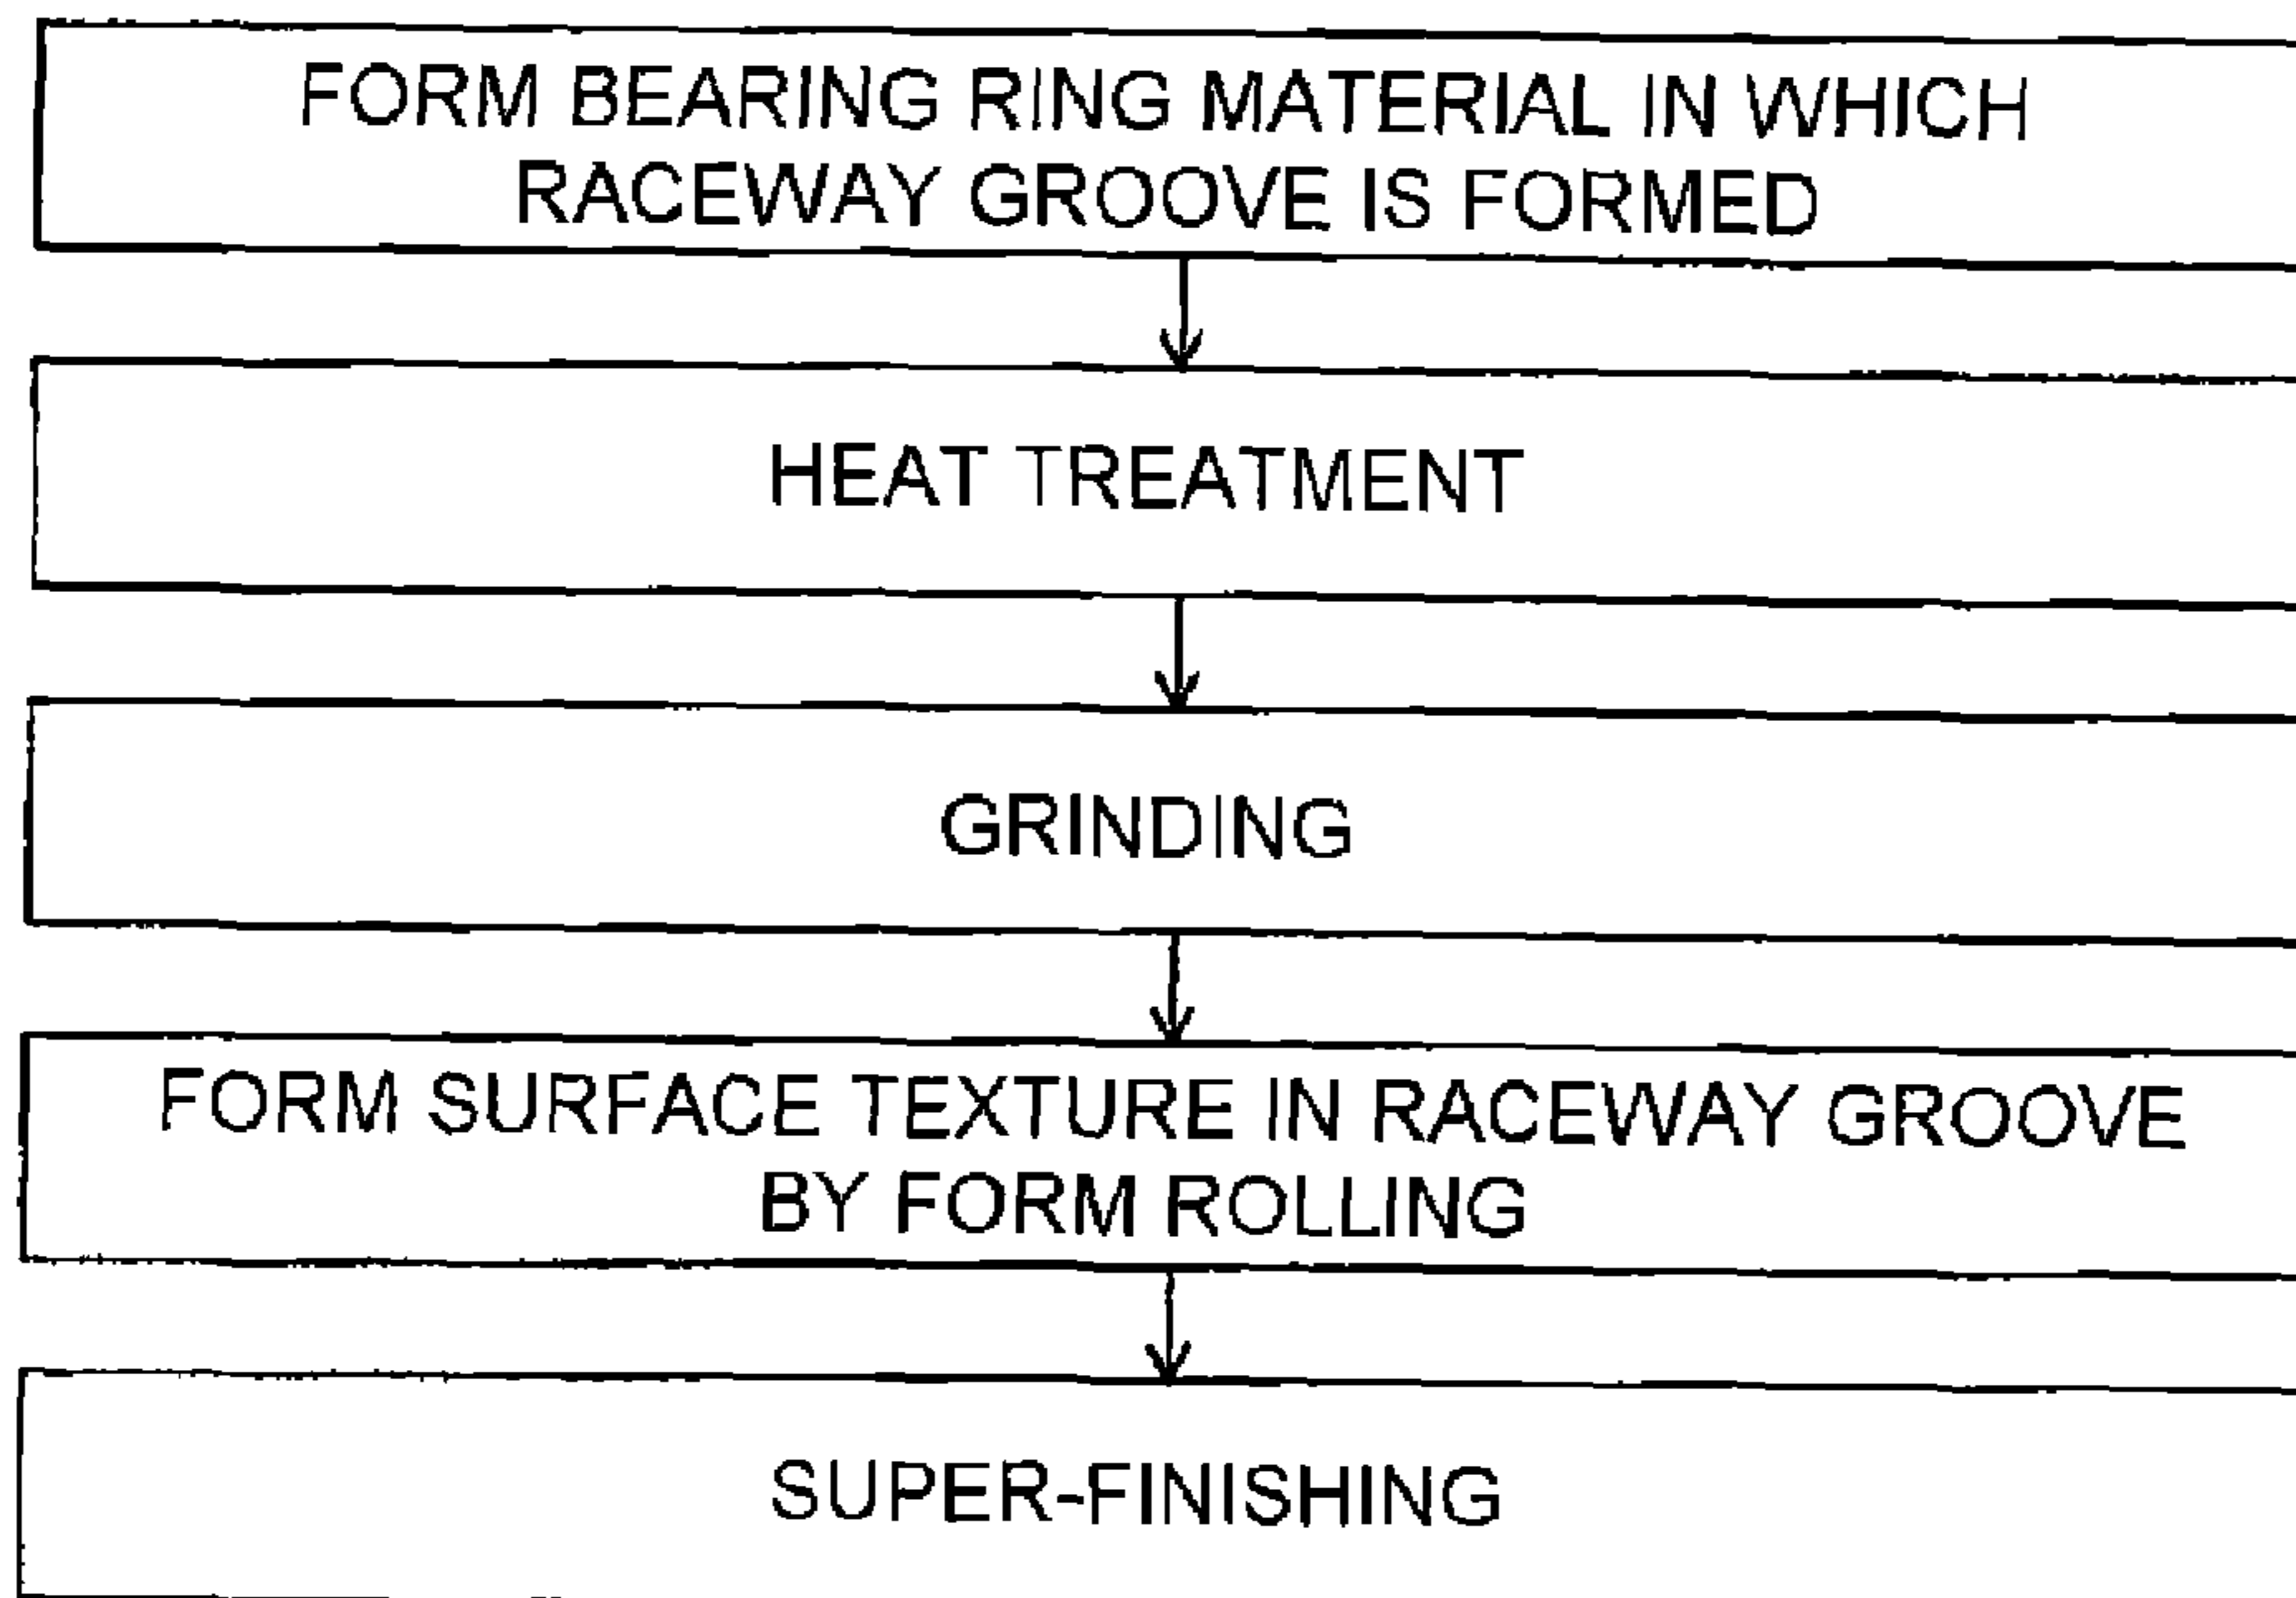 FORM BEARING RING MATERIAL IN WHICH
RACEWAY GROOVE IS FORMED
HEAT TREATMENT
GRINDING
FORM SURFACE TEXTURE IN RACEWAY GROOVE
BY FORM ROLLING
SUPER-FINISHING